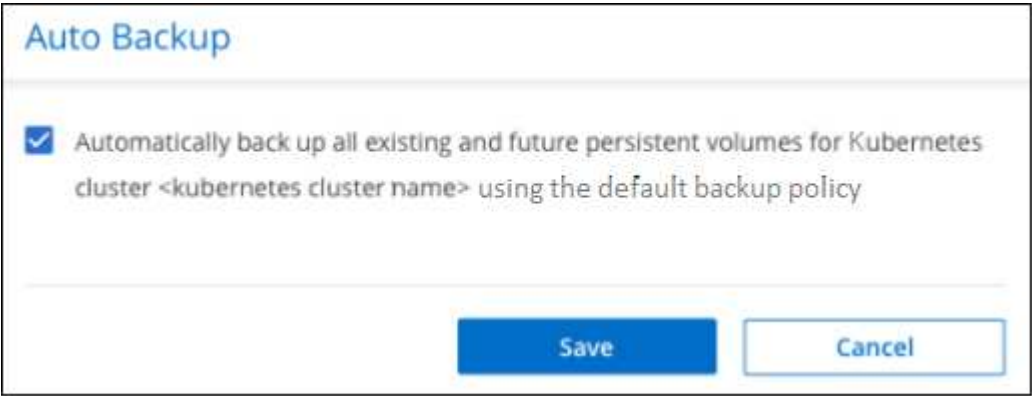 Auto Backup
Automatically back up all existing and future persistent volumes for Kubernetes
cluster <kubernetes cluster name> using the default backup policy
Save
Cancel